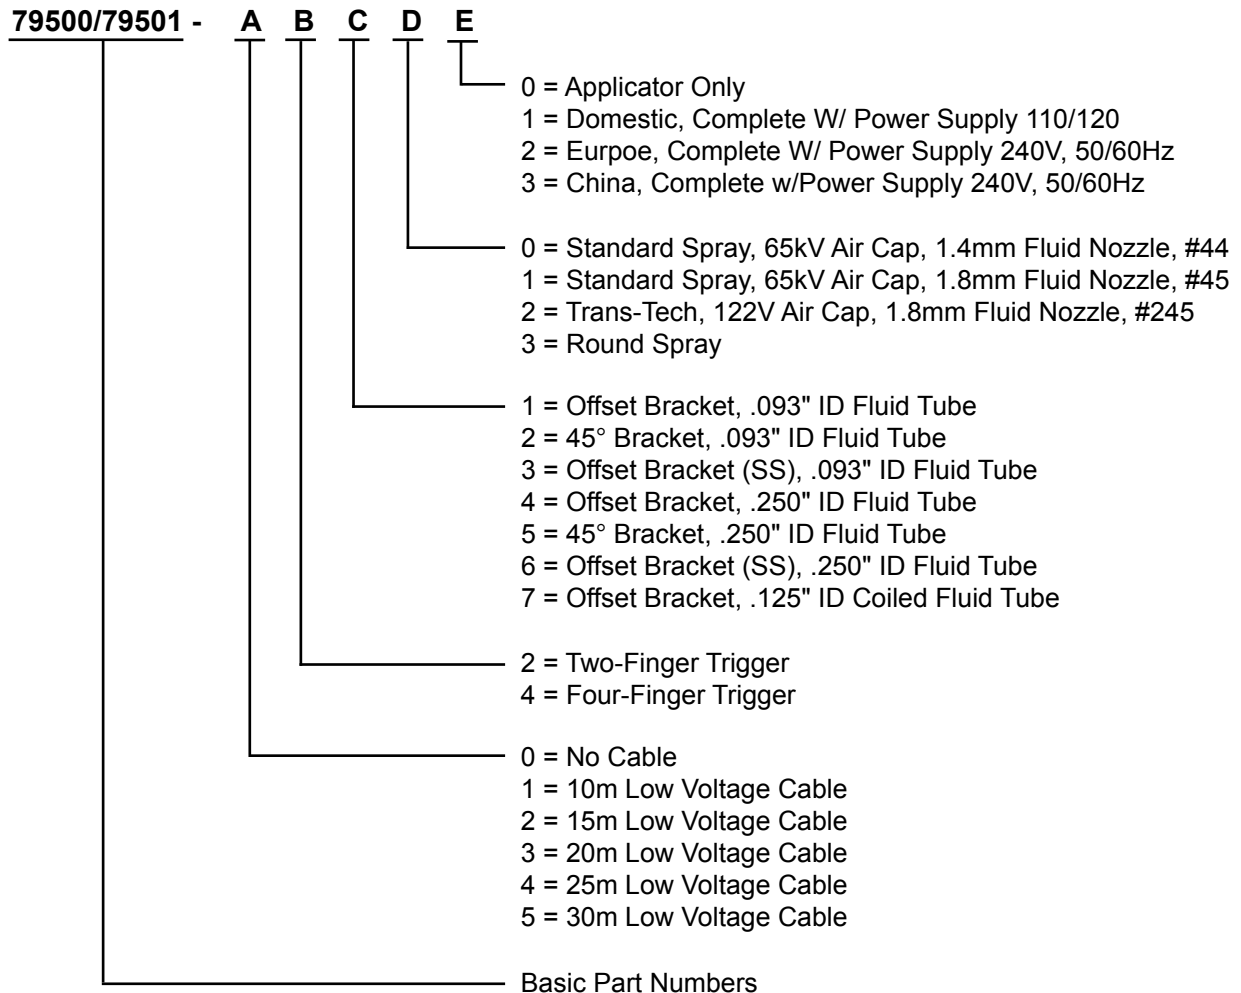 79500/79501 - A B C D E
0 = Applicator Only
1 = Domestic, Complete W/ Power Supply 110/120
2 = Eurpoe, Complete W/ Power Supply 240V, 50/60Hz
3 = China, Complete w/Power Supply 240V, 50/60Hz
0 = Standard Spray, 65kV Air Cap, 1.4mm Fluid Nozzle, #44
1 = Standard Spray, 65kV Air Cap, 1.8mm Fluid Nozzle, #45
2 = Trans-Tech, 122V Air Cap, 1.8mm Fluid Nozzle, #245
3 = Round Spray
1 = Offset Bracket, .093" ID Fluid Tube
2 = 45° Bracket, .093" ID Fluid Tube
3 = Offset Bracket (SS), .093" ID Fluid Tube
4 = Offset Bracket, .250" ID Fluid Tube
5 = 45° Bracket, .250" ID Fluid Tube
6 = Offset Bracket (SS), .250" ID Fluid Tube
7 = Offset Bracket, .125" ID Coiled Fluid Tube
2 = Two-Finger Trigger
4 = Four-Finger Trigger
0 = No Cable
1 = 10m Low Voltage Cable
2 = 15m Low Voltage Cable
3 = 20m Low Voltage Cable
4 = 25m Low Voltage Cable
5 = 30m Low Voltage Cable
Basic Part Numbers